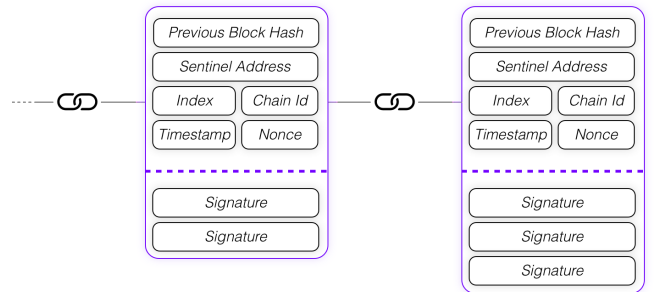 Previous Block Hash
Sentinel Address
Index Chain Id
Timestamp Nonce
Signature
Signature
Previous Block Hash
Sentinel Address
Index Chain Id
Timestamp Nonce
Signature
Signature
Signature